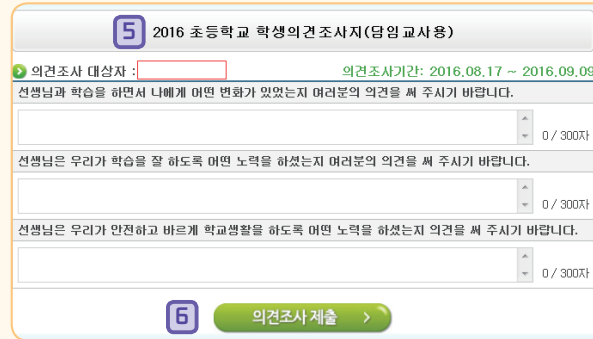 5 2016 초등학교 학생의견조사지(담임교사용)
의견조사 대상자 : 의견조사기간: 2016.08.17 ~ 2016.09.09
선생님과 학습을 하면서 나에게 어떤 변화가 있었는지 여러분의 의견을 써 주시기 바랍니다.
0 / 300자
선생님은 우리가 학습을 잘 하도록 어떤 노력을 하셨는지 여러분의 의견을 써 주시기 바랍니다.
0 / 300자
선생님은 우리가 안전하고 바르게 학교생활을 하도록 어떤 노력을 하셨는지 의견을 써 주시기 바랍니다.
0 / 300자
6 의견조사 제출